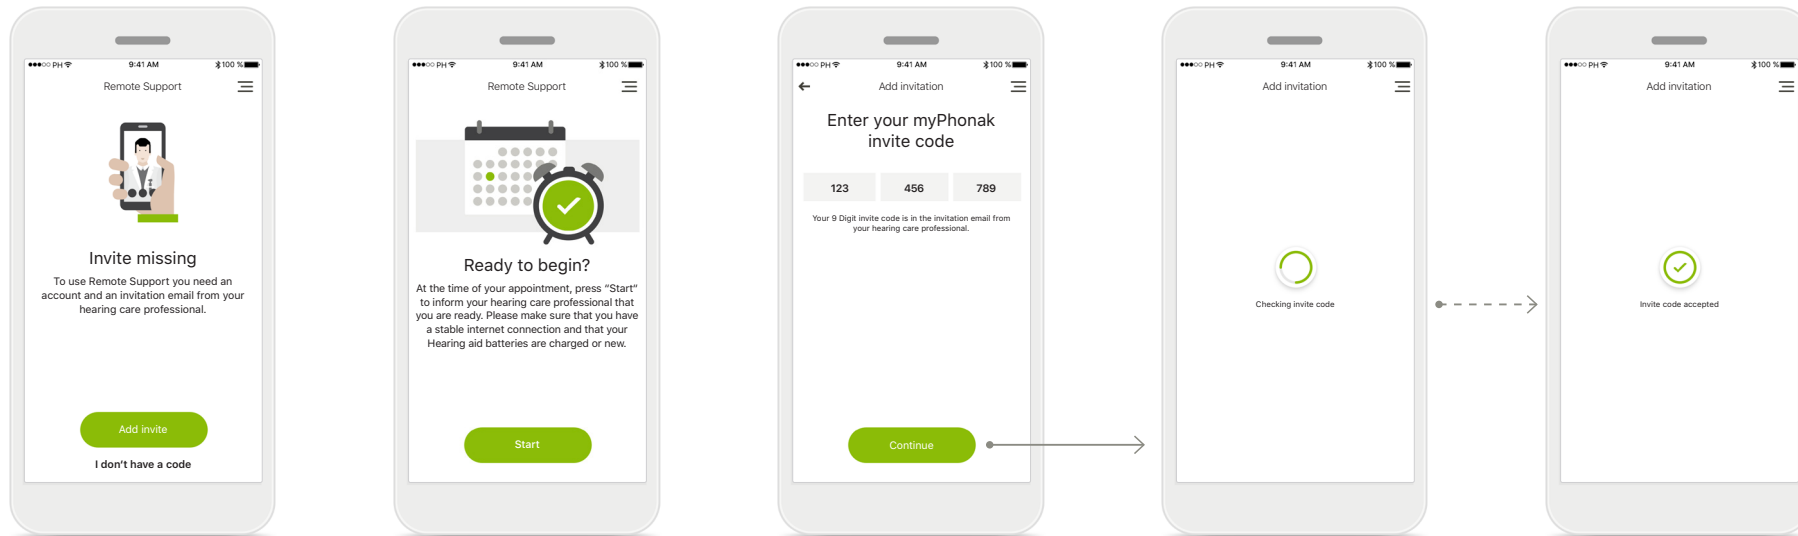 ●●●○○ PH 9:41 AM 100 %
Remote Support
Invite missing
To use Remote Support you need an
account and an invitation email from your
hearing care professional.
Add invite
I don't have a code
●●●○○ PH 9:41 AM 100 %
Remote Support
Ready to begin?
At the time of your appointment, press "Start"
to inform your hearing care professional that
you are ready. Please make sure that you have
a stable internet connection and that your
Hearing aid batteries are charged or new.
Start
●●●○○ PH 9:41 AM 100 %
Add invitation
Enter your myPhonak
invite code
123 456 789
Your 9 Digit invite code is in the invitation email from
your hearing care professional.
Continue
●●●○○ PH 9:41 AM 100 %
Add invitation
Checking invite code
●●●○○ PH 9:41 AM 100 %
Add invitation
Invite code accepted